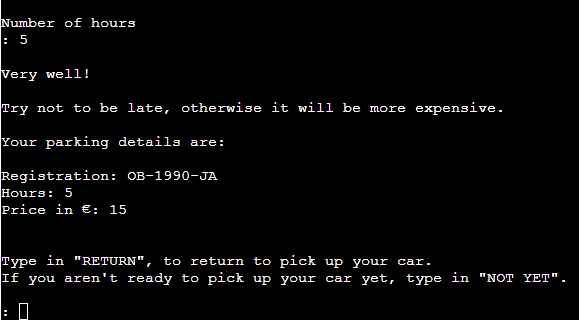 Number of hours
: 5
Very well!
Try not to be late, otherwise it will be more expensive.
Your parking details are:
Registration: OB-1990-JA
Hours: 5
Price in €: 15
Type in "RETURN", to return to pick up your car.
If you aren't ready to pick up your car yet, type in "NOT YET".
: